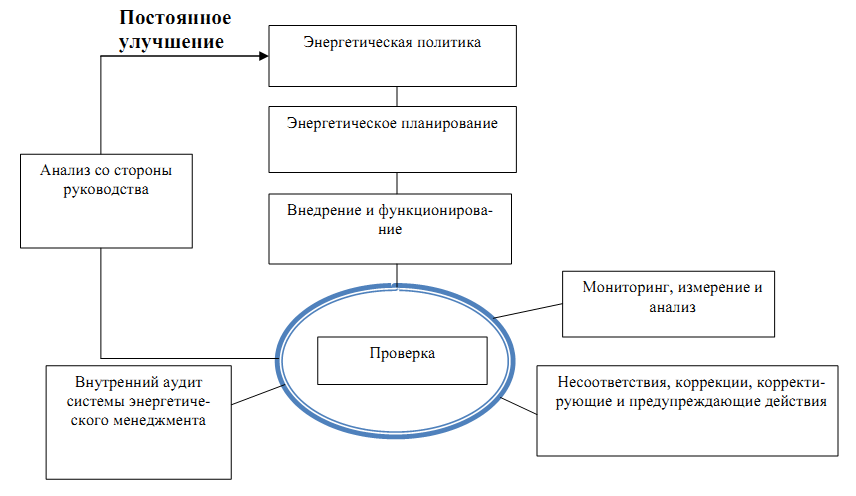 Постоянное
улучшение
Энергетическая политика
Энергетическое планирование
Анализ со стороны
руководства
Внедрение и функционирова-
ние
Мониторинг, измерение и
анализ
Проверка
Внутренний аудит
системы энергетиче-
ского менеджмента
Несоответствия, коррекции, корректи-
рующие и предупреждающие действия